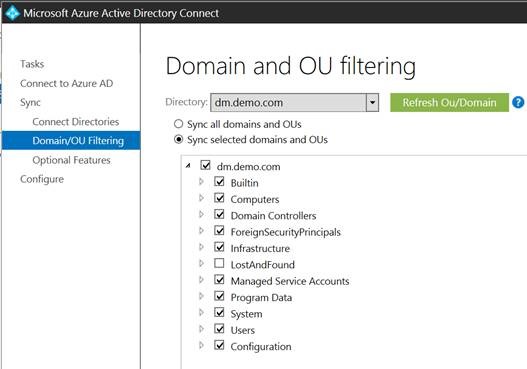 Microsoft Azure Active Directory Connect
Tasks
Connect to Azure AD
Sync
Connect Directories
Domain/OU Filtering
Optional Features
Configure
Domain and OU filtering
Directory: dm.demo.com Refresh Ou/Domain ?
Sync all domains and OUs
Sync selected domains and OUs
dm.demo.com
Builtin
Computers
Domain Controllers
ForeignSecurityPrincipals
Infrastructure
LostAndFound
Managed Service Accounts
Program Data
System
Users
Configuration